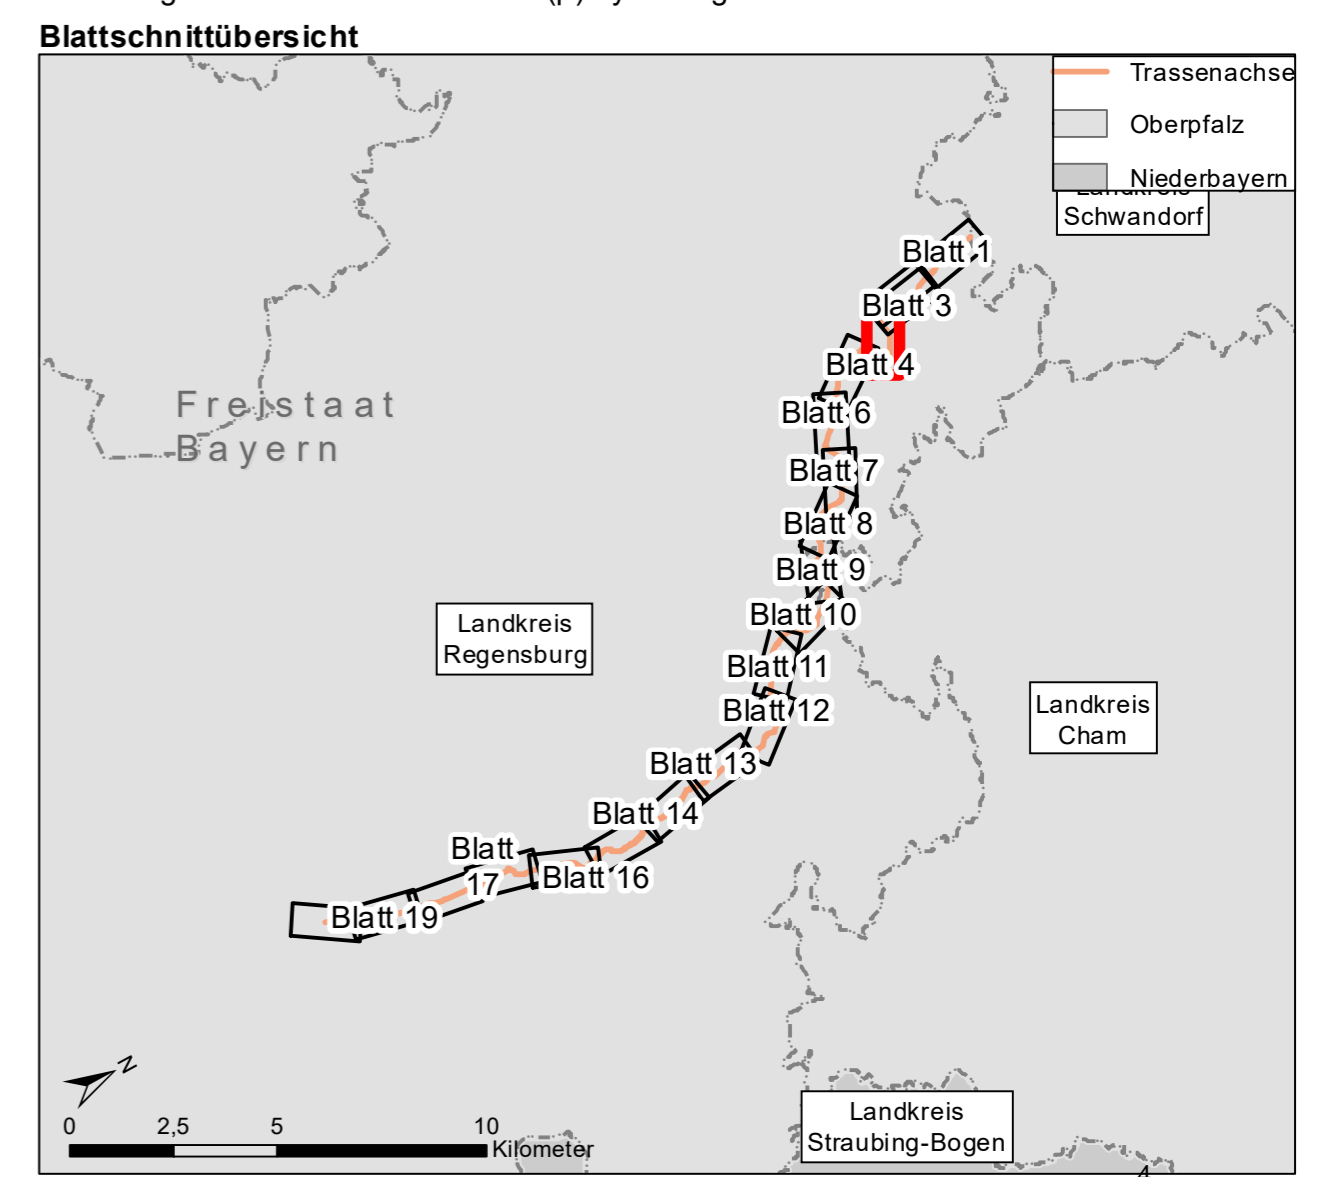 Blattschnittübersicht
Trassenachse
Oberpfalz
Niederbayern
Landkreis
Schwandorf
Blatt 1
Blatt 3
Blatt 4
Freistaat
Bayern
Blatt 6
Blatt 7
Blatt 8
Blatt 9
Blatt 10
Landkreis
Regensburg
Blatt 11
Landkreis
Cham
Blatt 12
Blatt 13
Blatt 14
Blatt
17
Blatt 16
Blatt 19
N
0 2,5 5 10
Kilometer
Landkreis
Straubing-Bogen